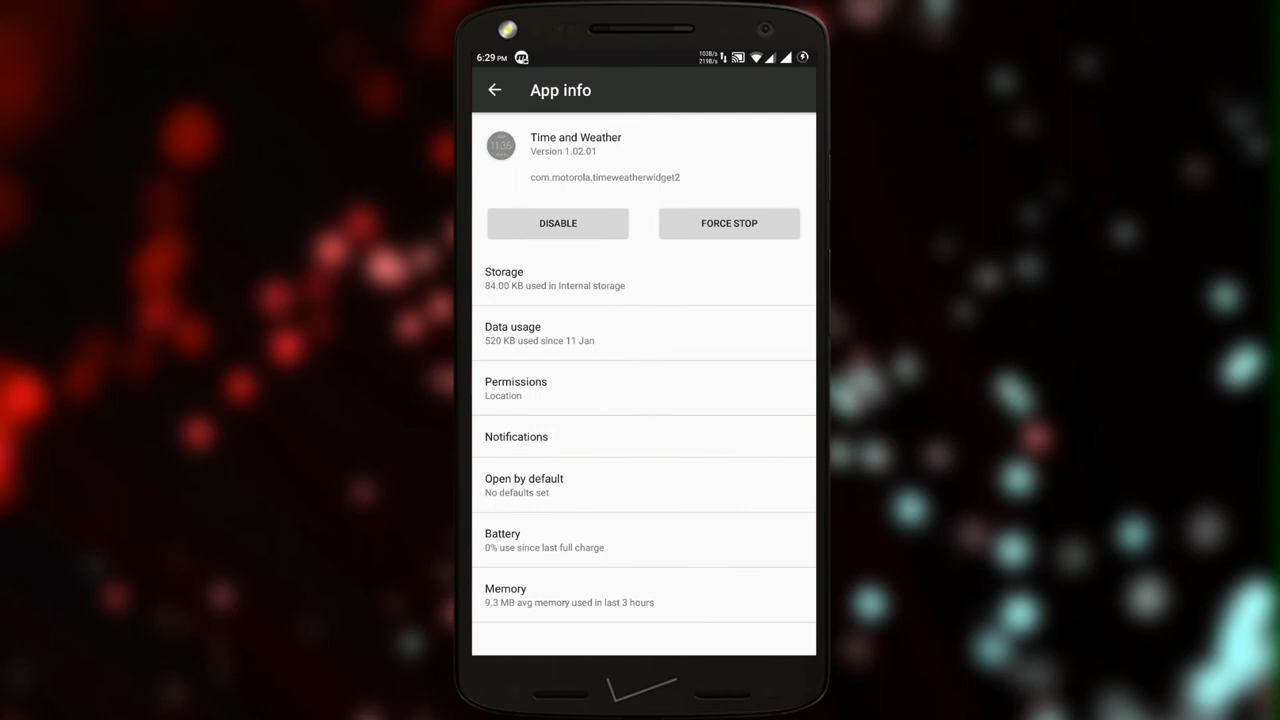 6:29 PM
103B/s
219B/s
App info
Time and Weather
Version 1.02.01
com.motorola.timeweatherwidget2
DISABLE
FORCE STOP
Storage
84.00 KB used in Internal storage
Data usage
520 KB used since 11 Jan
Permissions
Location
Notifications
Open by default
No defaults set
Battery
0% use since last full charge
Memory
9.3 MB avg memory used in last 3 hours